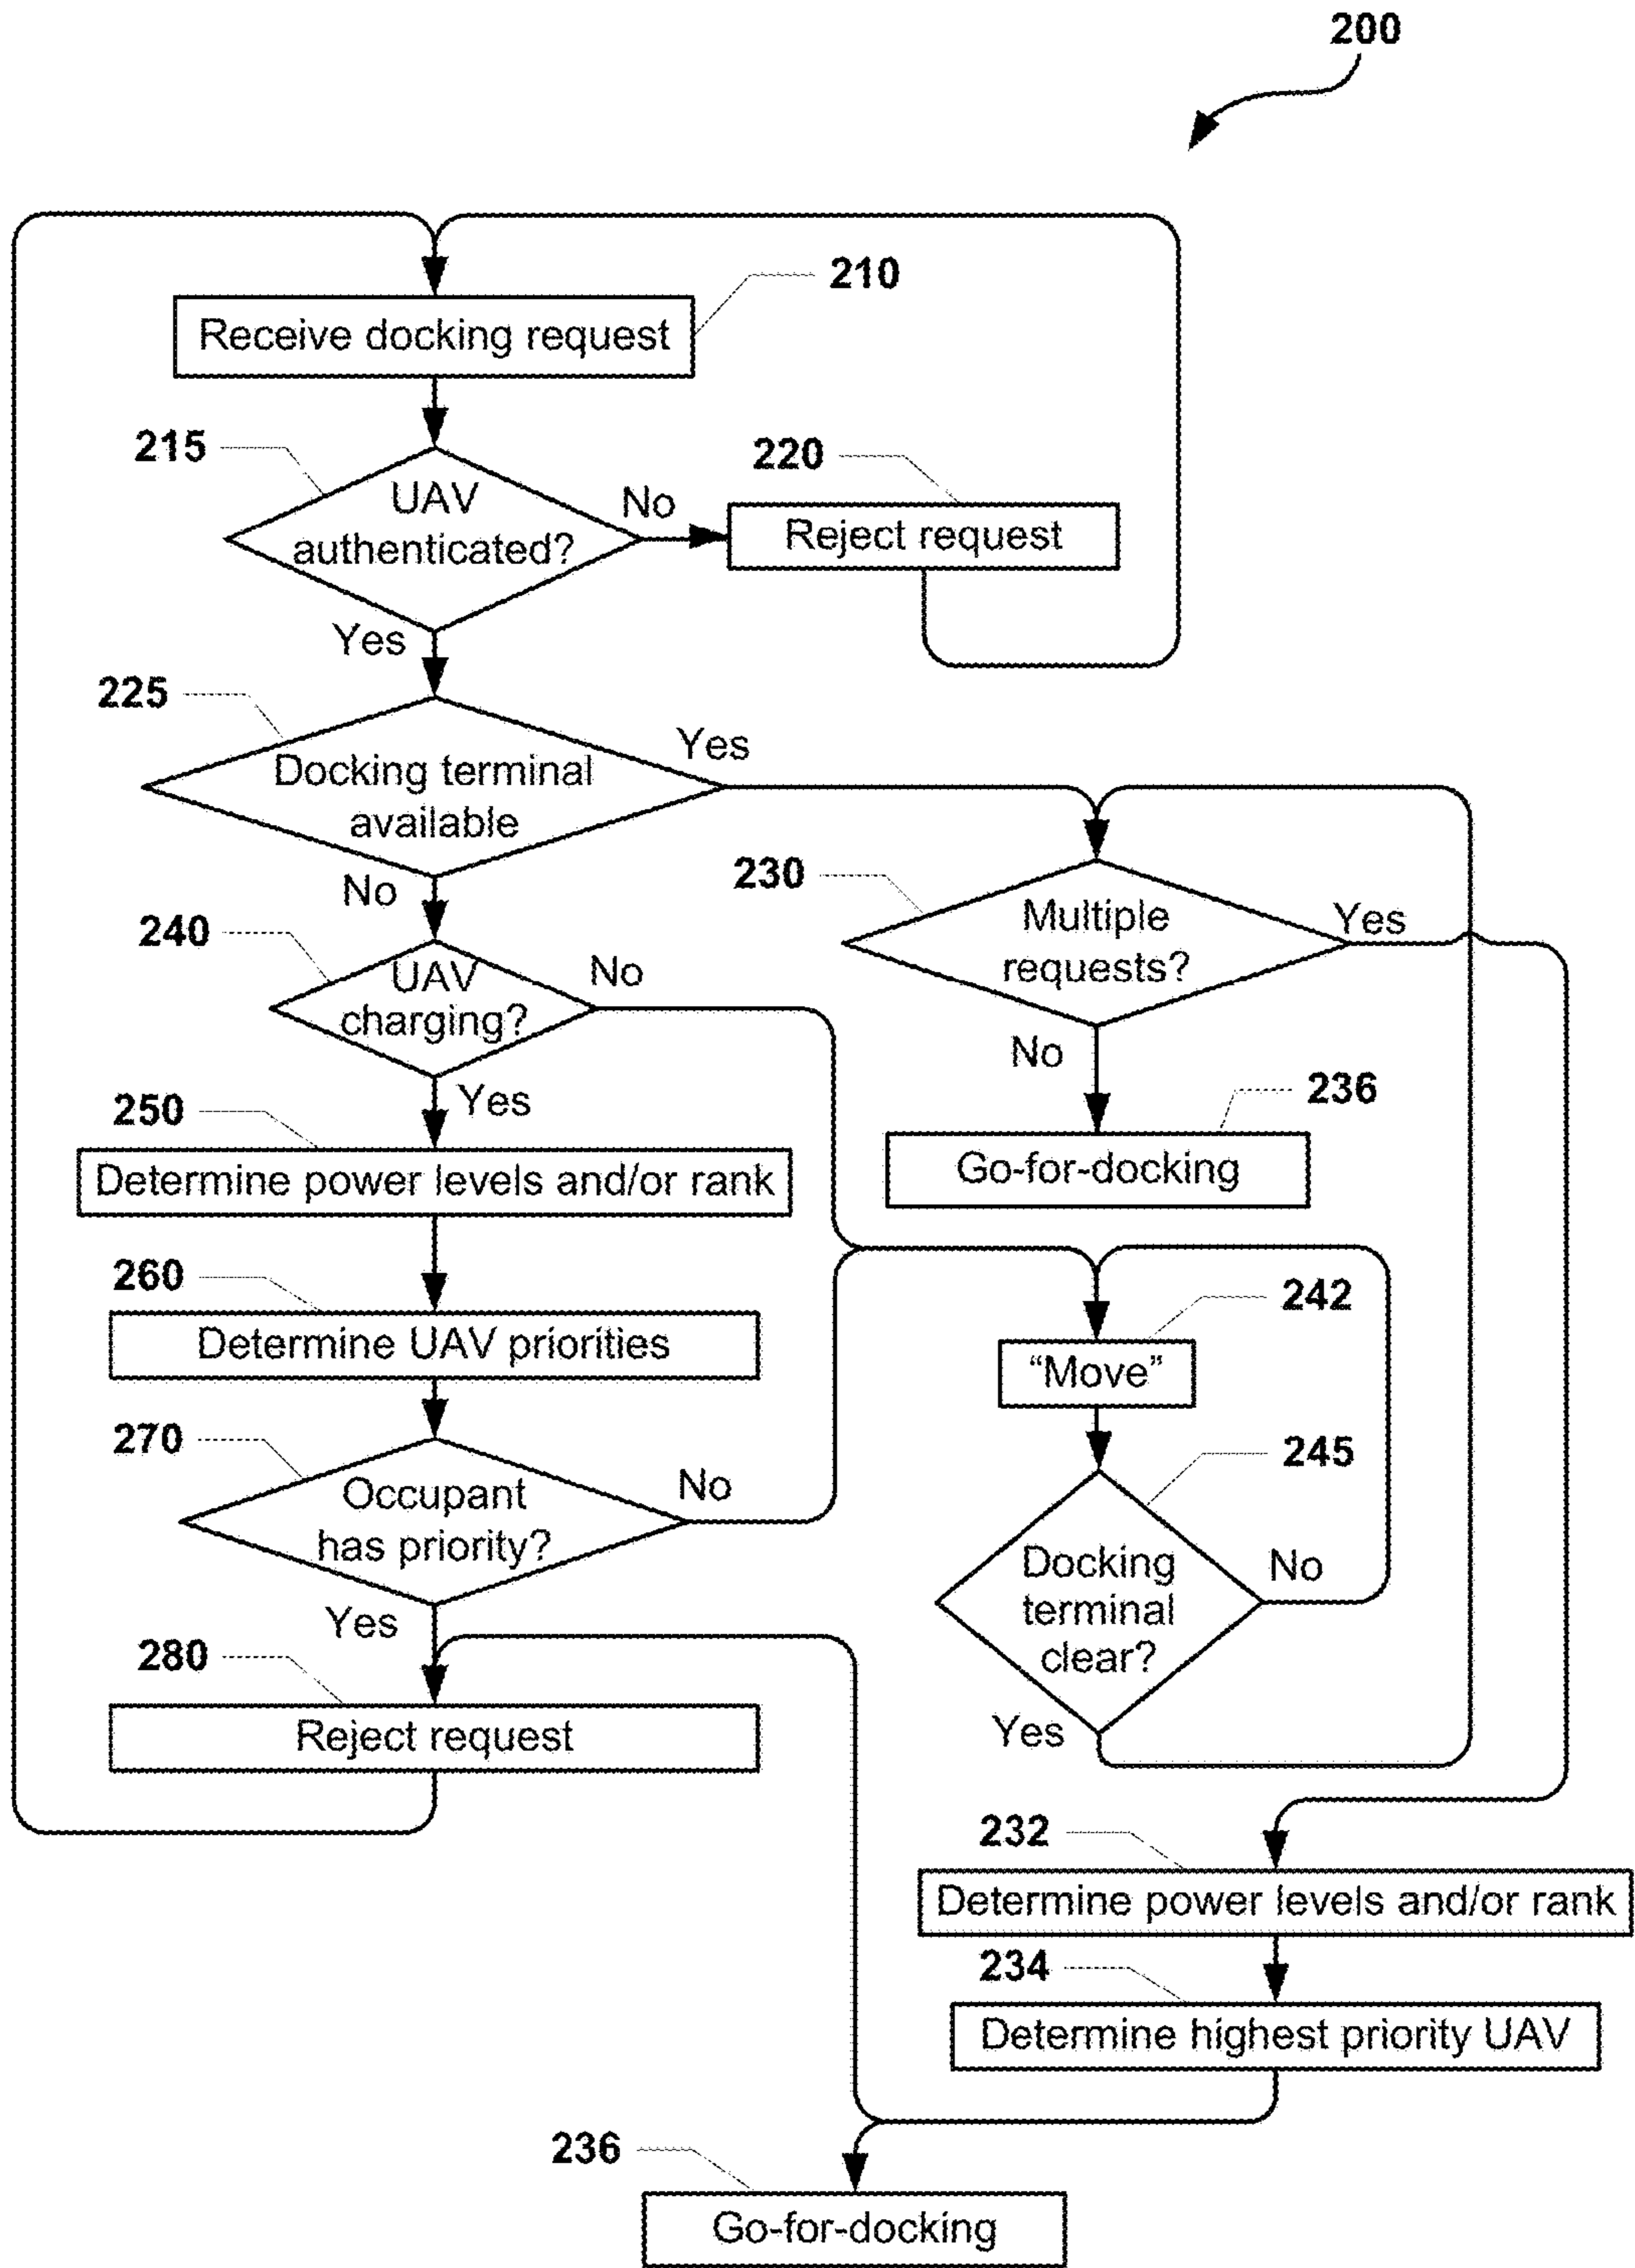 200
210
Receive docking request
215
UAV
authenticated?
No
220
Reject request
Yes
225
Docking terminal
available
Yes
No
230
Multiple
requests?
Yes
240
UAV
charging?
No
No
Yes
236
Go-for-docking
250
Determine power levels and/or rank
260
Determine UAV priorities
242
“Move”
270
Occupant
has priority?
No
245
Docking
terminal
clear?
No
Yes
Yes
280
Reject request
232
Determine power levels and/or rank
234
Determine highest priority UAV
236
Go-for-docking